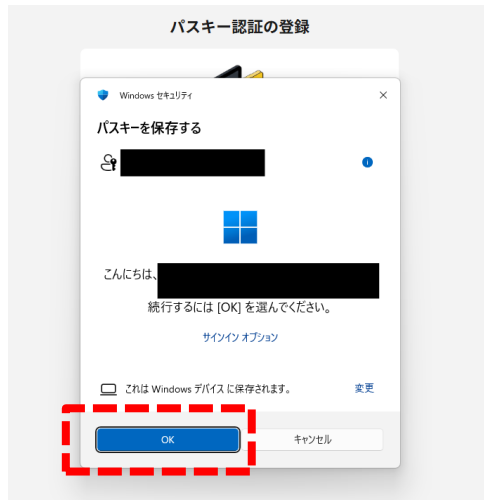 パスキー認証の登録
Windows セキュリティ
パスキーを保存する
こんにちは、
続行するには [OK] を選んでください。
サインイン オプション
これは Windows デバイス に保存されます。 変更
OK キャンセル